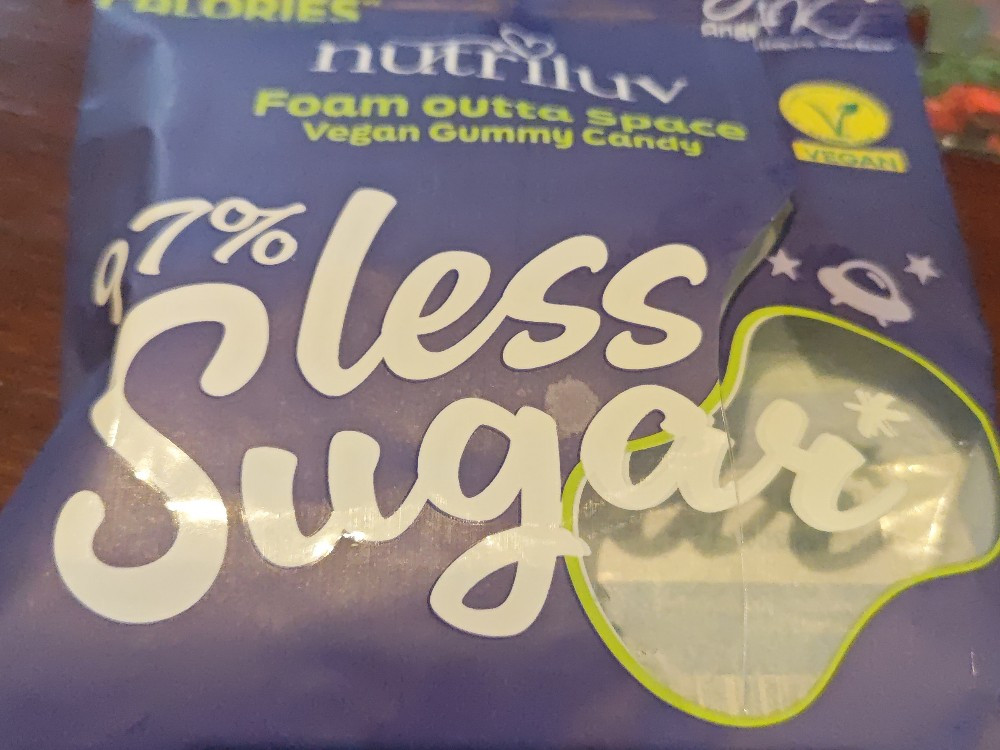 CALORIES
nutriluv
Foam outta Space
Vegan Gummy Candy
VEGAN
97% less
Sugar*